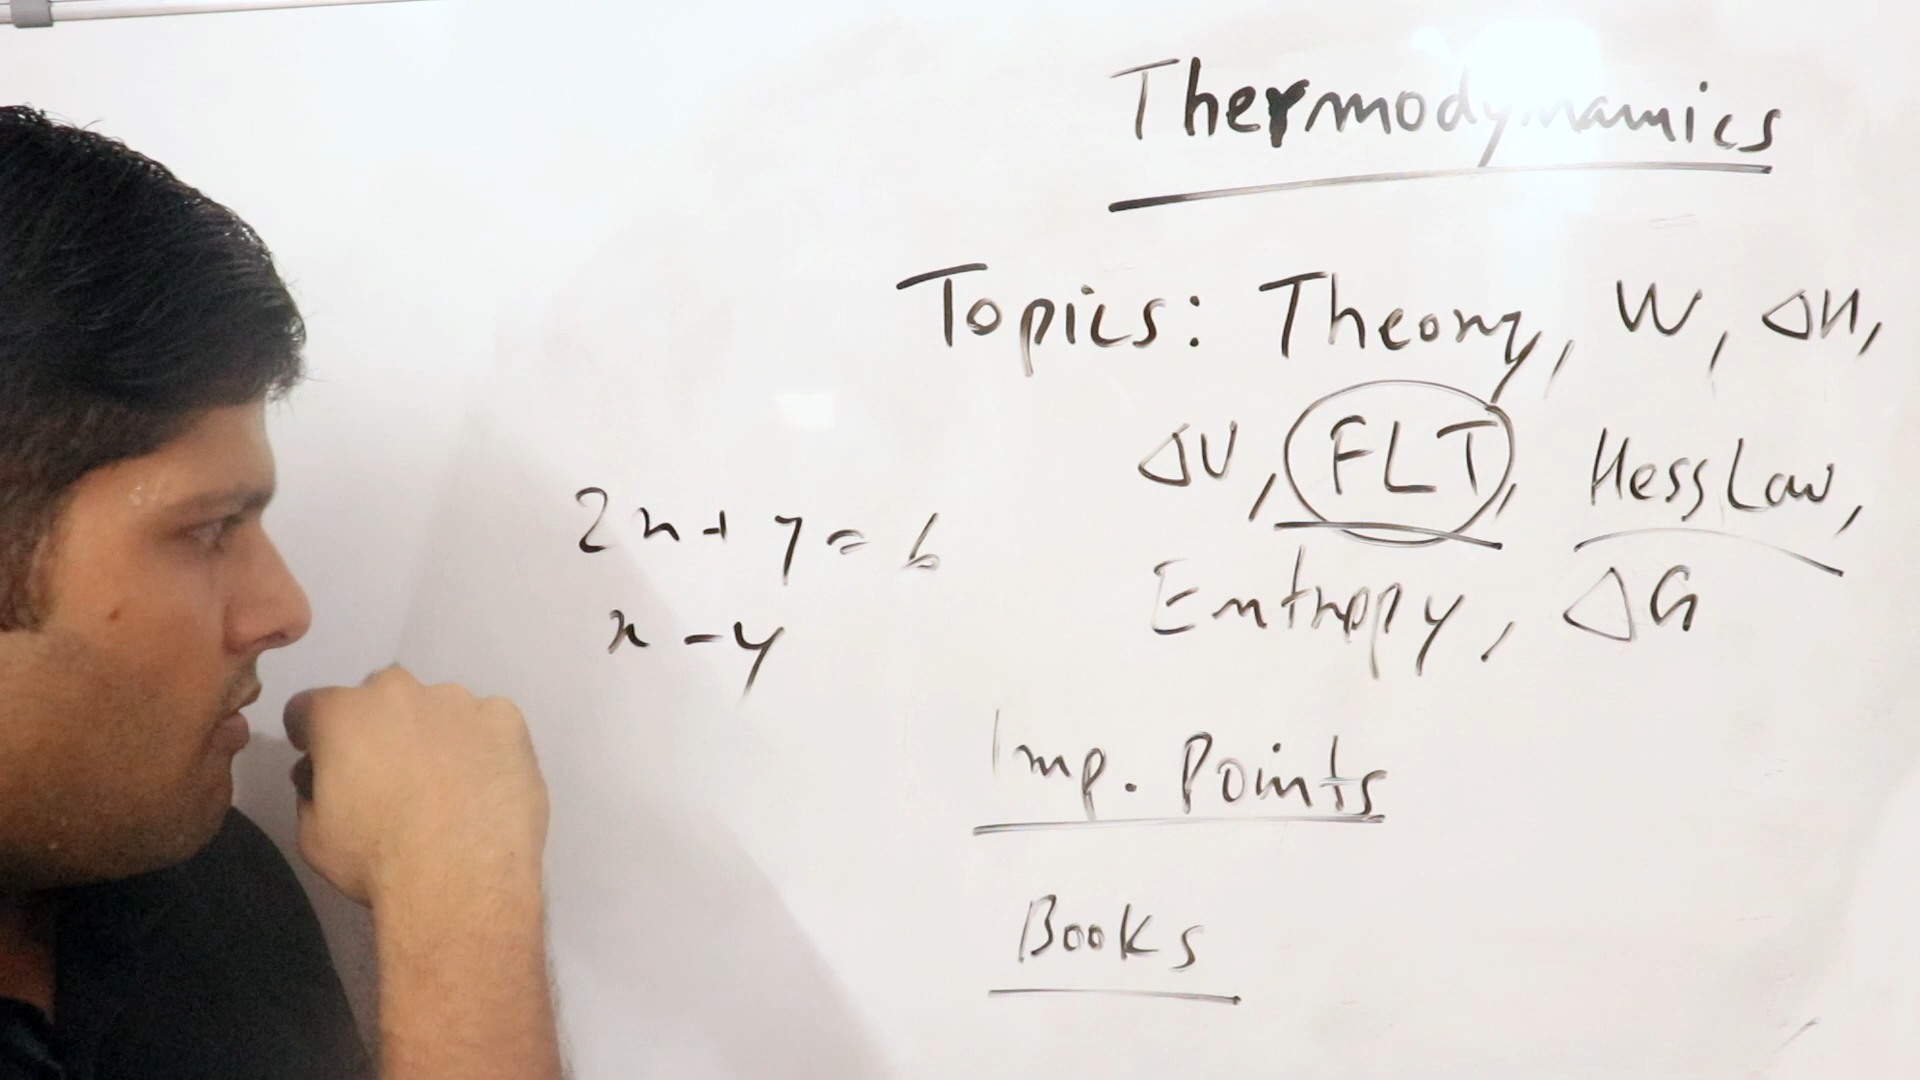 Thermodynamics
Topics: Theory, W, ΔH,
ΔU, FLT, Hess Law,
Entropy, ΔG
2x + y = 6
x - y
Imp. Points
Books